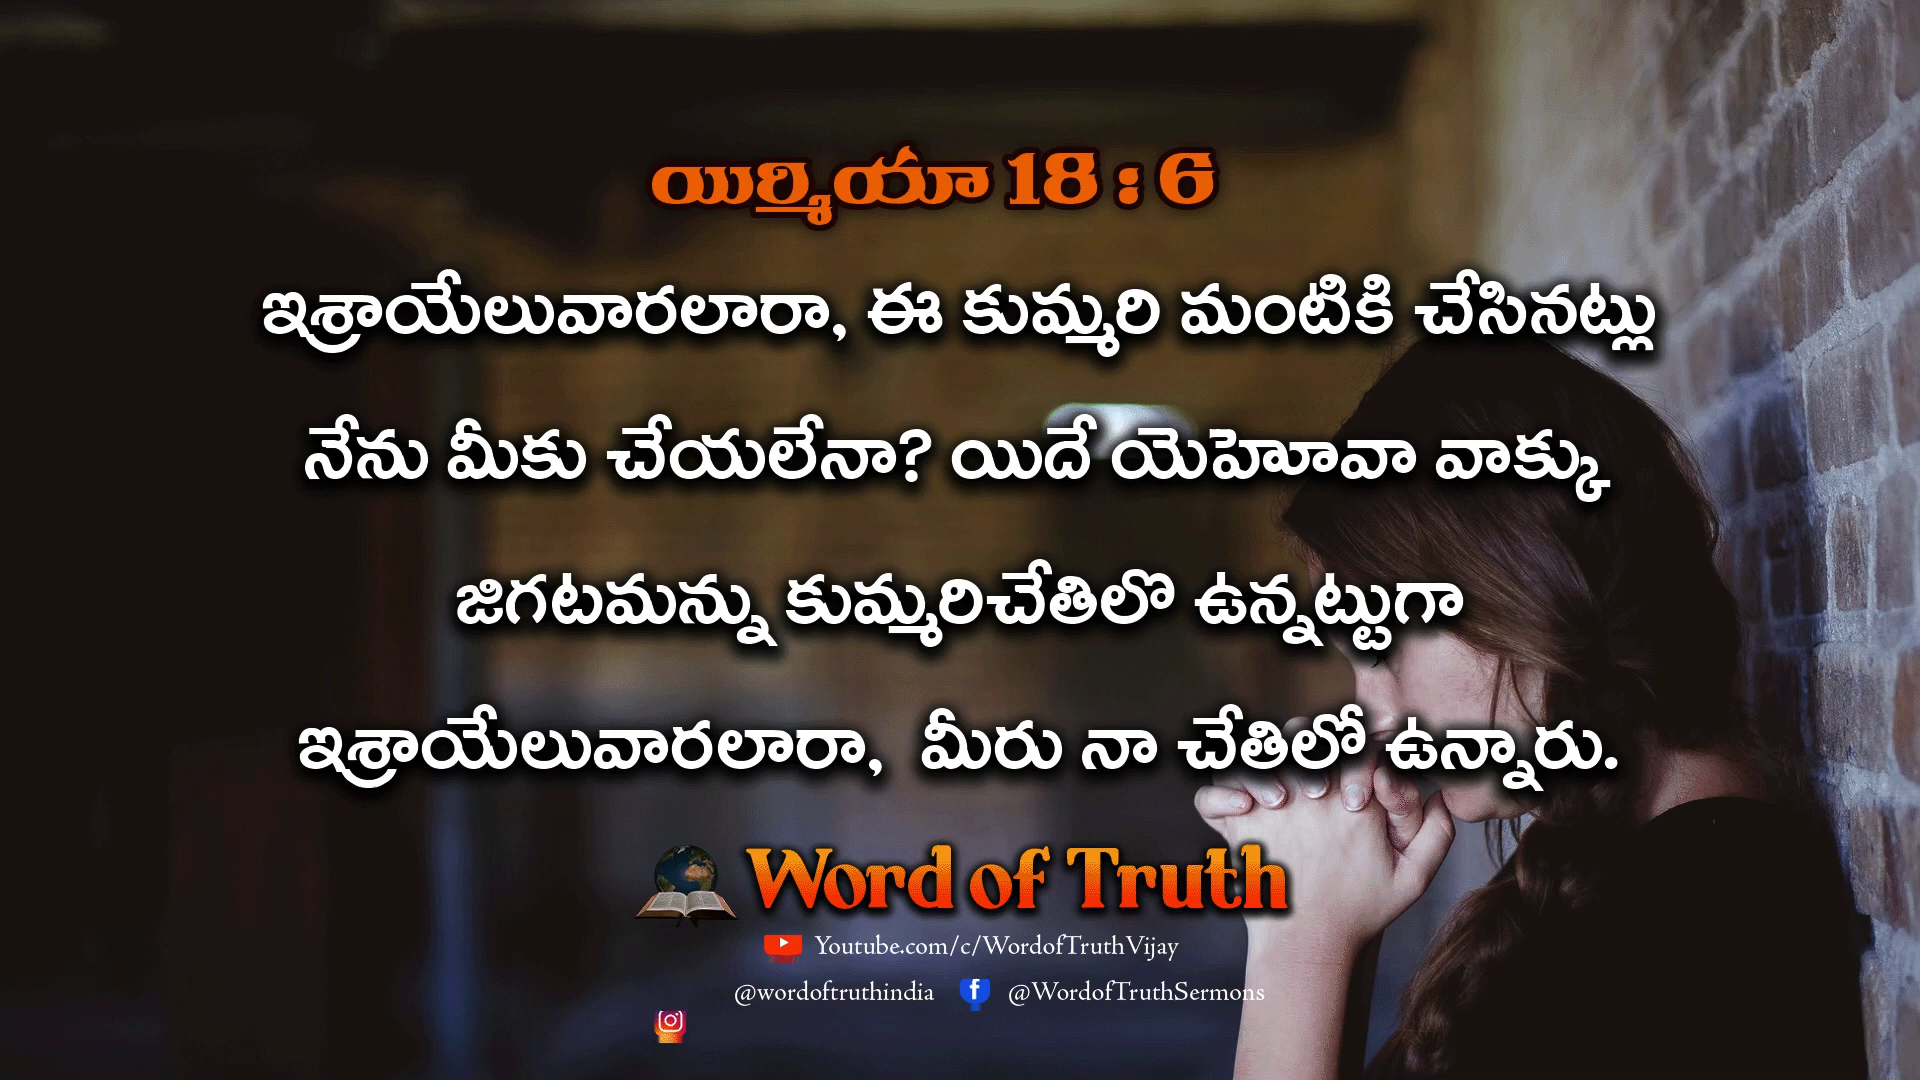 యిర్మియా 18 : 6
ఇశ్రాయేలువారలారా, ఈ కుమ్మరి మంటికి చేసినట్లు
నేను మీకు చేయలేనా? యిదే యెహెూవా వాక్కు
జిగటమన్ను కుమ్మరిచేతిలొ ఉన్నట్టుగా
ఇశ్రాయేలువారలారా, మీరు నా చేతిలో ఉన్నారు.
Word of Truth
Youtube.com/c/WordofTruthVijay
@wordoftruthindia @WordofTruthSermons